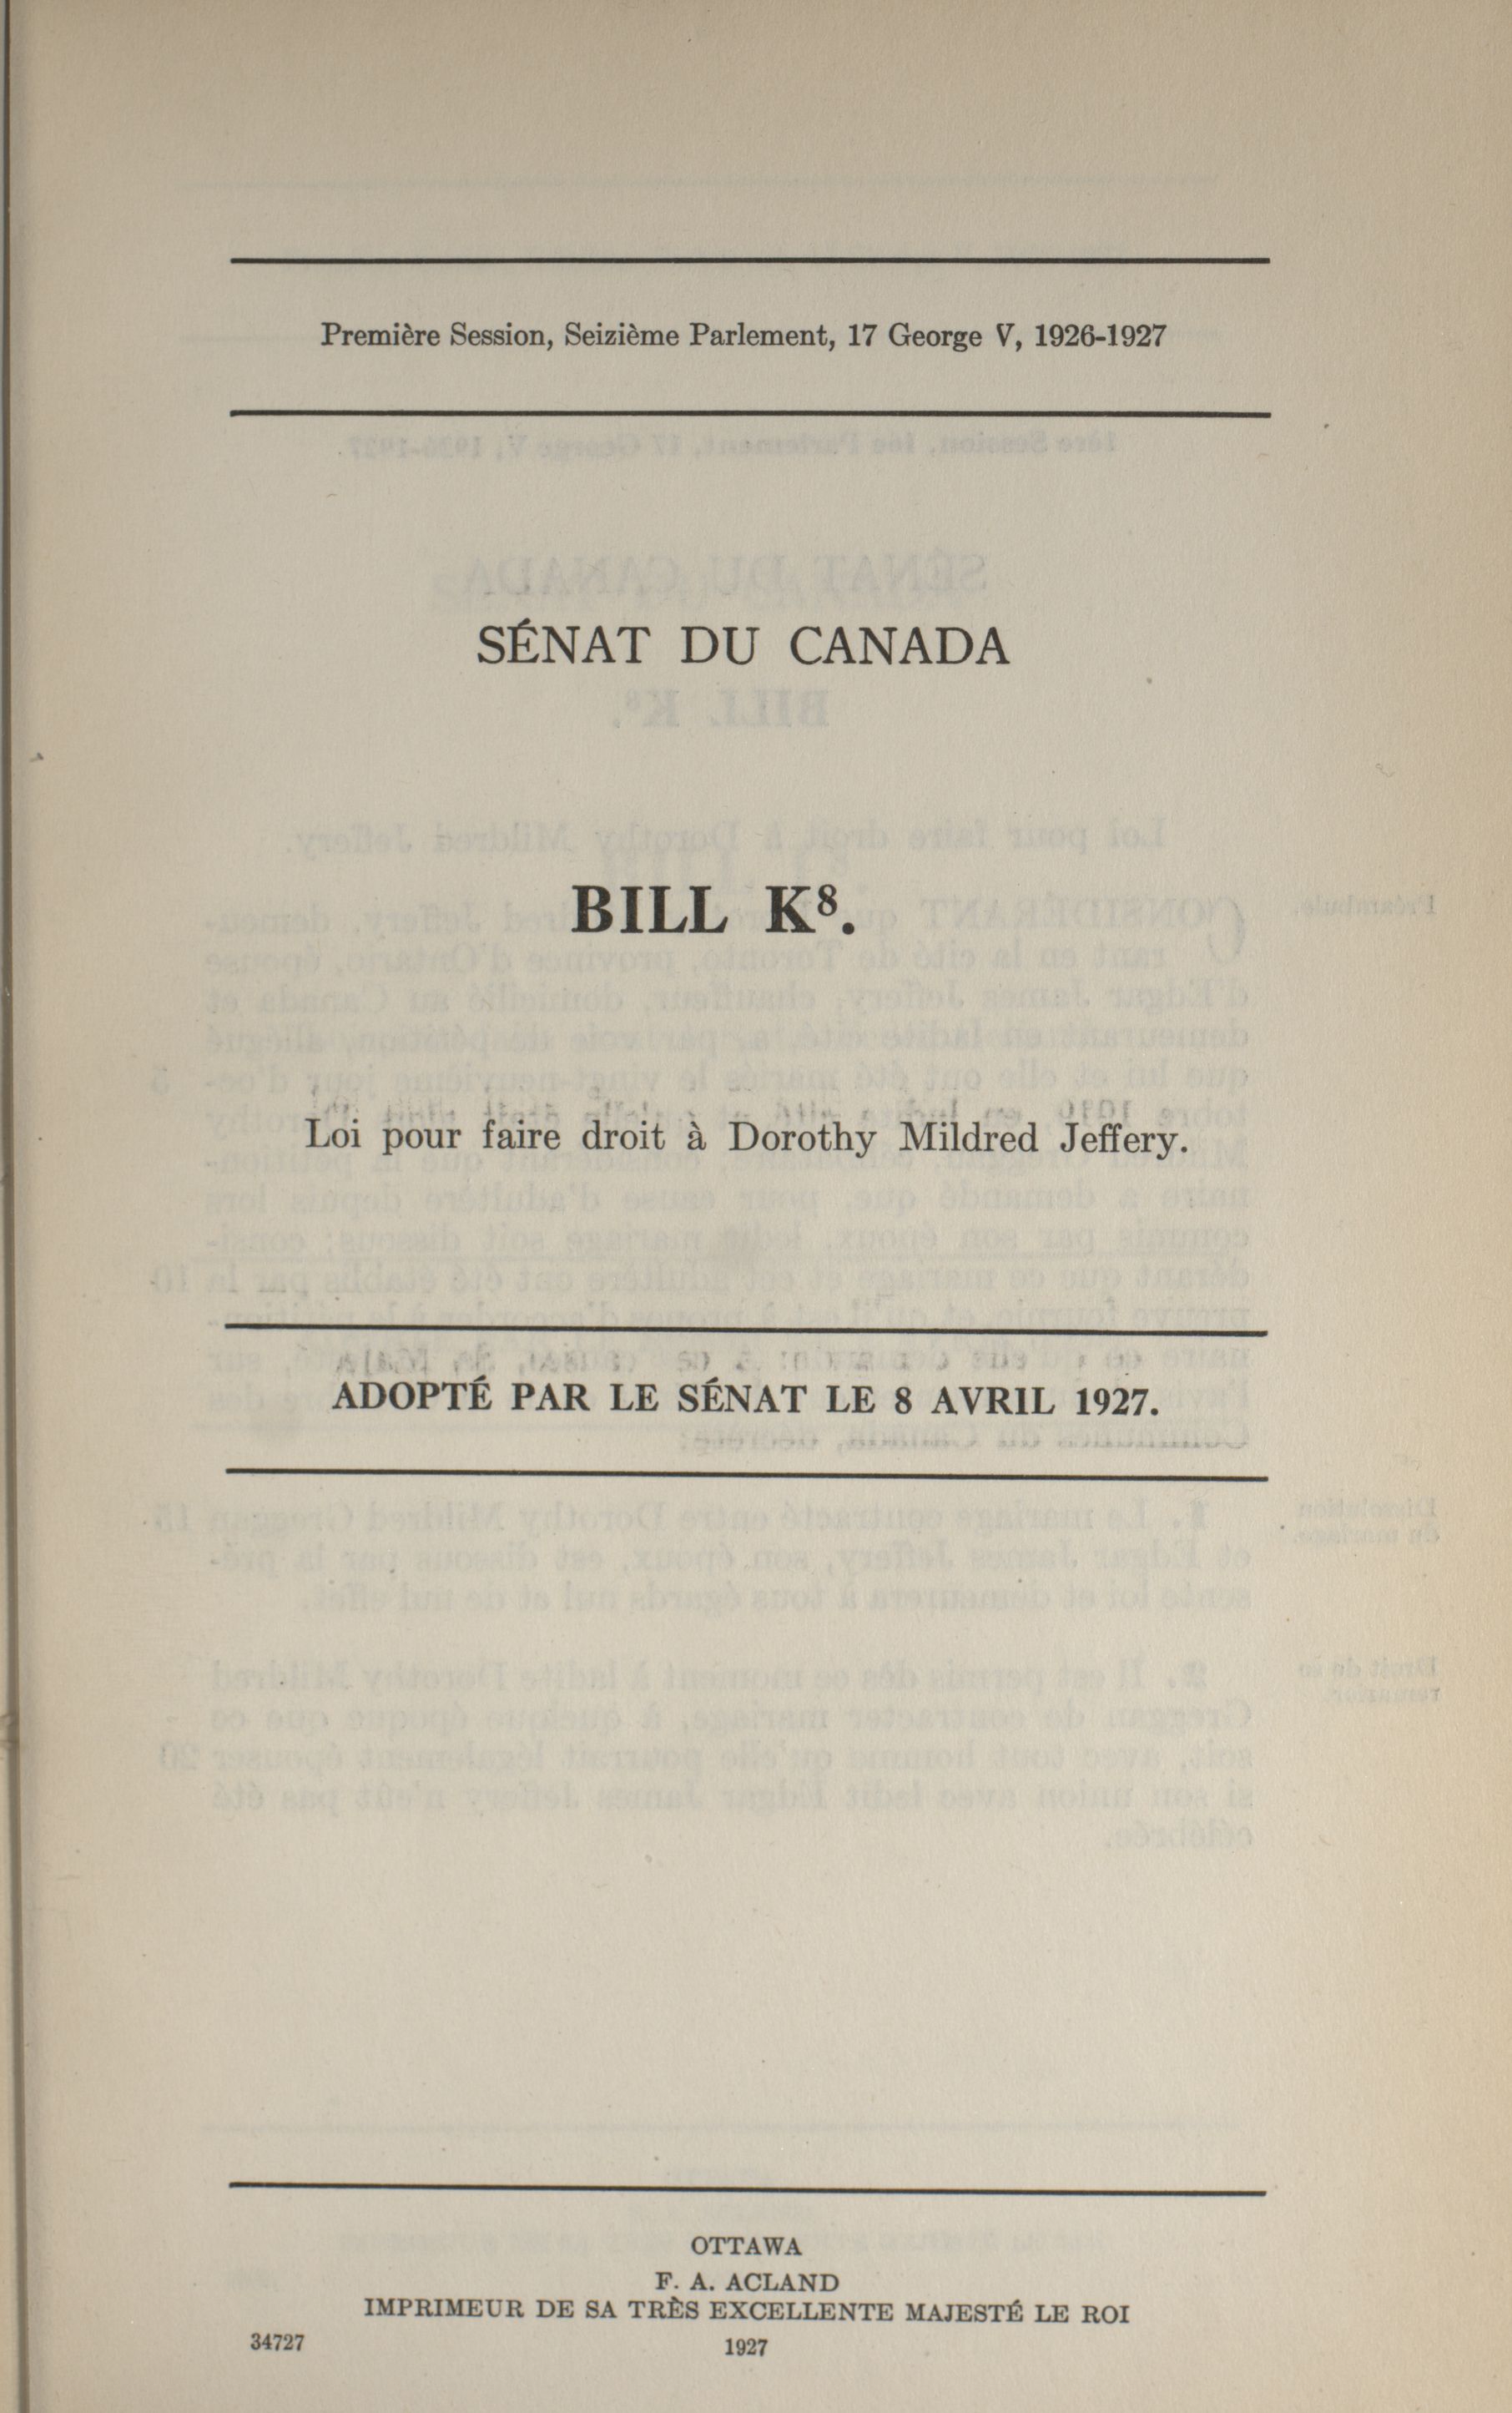 Première Session, Seizième Parlement, 17 George V, 1926-1927
SÉNAT DU CANADA
BILL K⁸.
Loi pour faire droit à Dorothy Mildred Jeffery.
ADOPTÉ PAR LE SÉNAT LE 8 AVRIL 1927.
OTTAWA
F. A. ACLAND
IMPRIMEUR DE SA TRÈS EXCELLENTE MAJESTÉ LE ROI
34727 1927